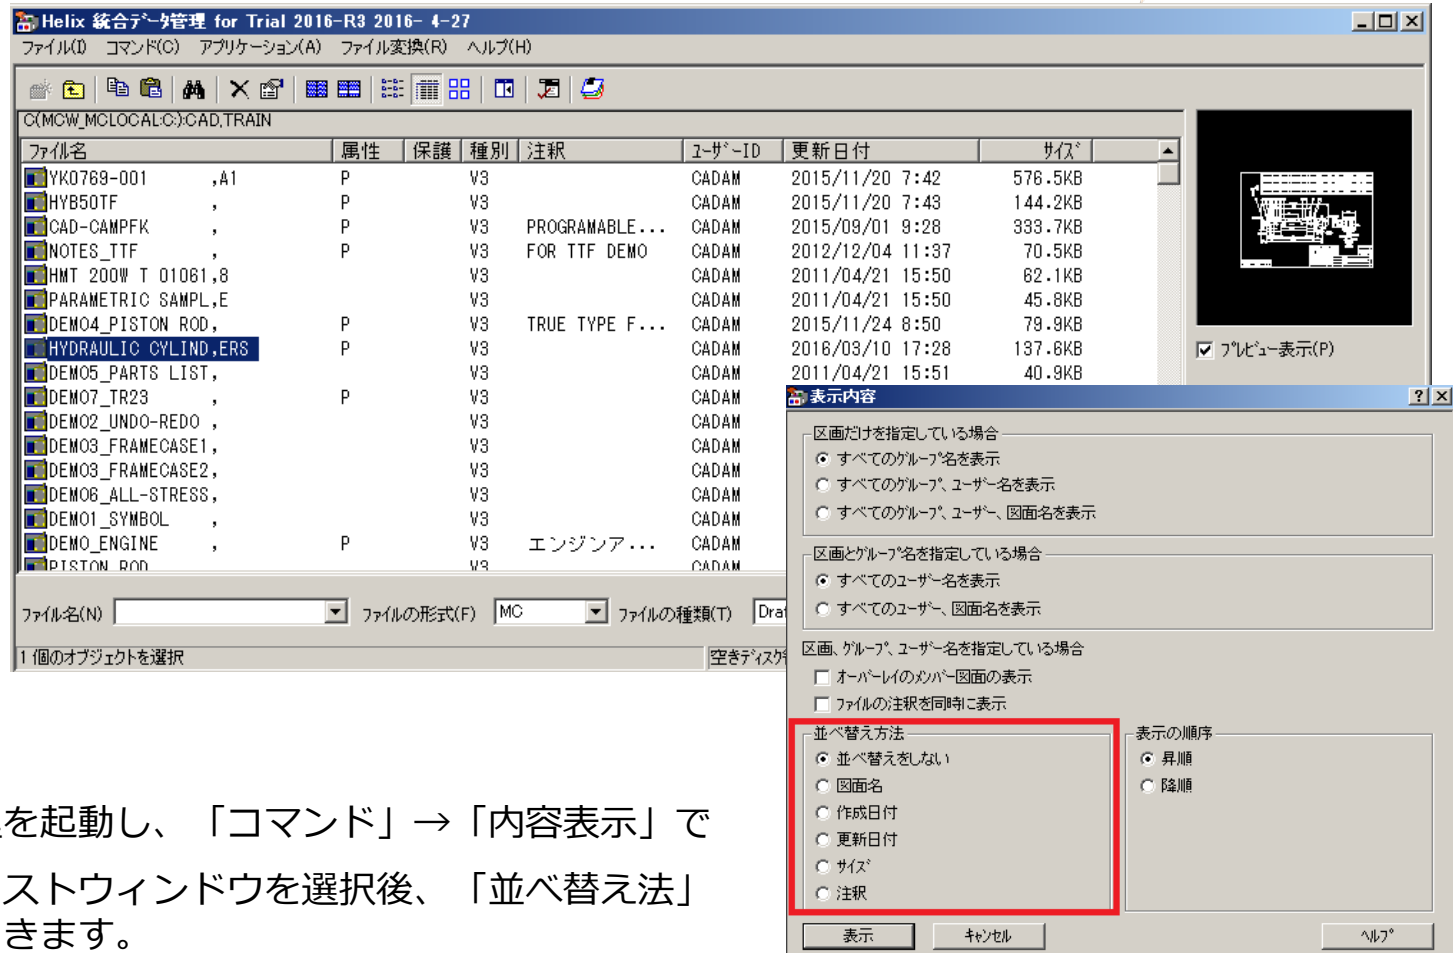 Helix 統合ﾃﾞｰﾀ管理 for Trial 2016-R3 2016- 4-27
ファイル(I) コマンド(C) アプリケーション(A) ファイル変換(R) ヘルプ(H)
C(MCW_MCLOCAL:C:):CAD,TRAIN
ファイル名 属性 保護 種別 注釈 ﾕｰｻﾞｰID 更新日付 ｻｲｽﾞ
YK0769-001 ,A1 P V3 CADAM 2015/11/20 7:42 576.5KB
HYB50TF , P V3 CADAM 2015/11/20 7:43 144.2KB
CAD-CAMPFK , P V3 PROGRAMABLE... CADAM 2015/09/01 9:28 333.7KB
NOTES_TTF , P V3 FOR TTF DEMO CADAM 2012/12/04 11:37 70.5KB
HMT 200W T 01061,8 V3 CADAM 2011/04/21 15:50 62.1KB
PARAMETRIC SAMPL,E V3 CADAM 2011/04/21 15:50 45.8KB
DEMO4_PISTON ROD, P V3 TRUE TYPE F... CADAM 2015/11/24 8:50 79.9KB
HYDRAULIC CYLIND,ERS P V3 CADAM 2016/03/10 17:28 137.6KB
DEMO5_PARTS LIST, V3 CADAM 2011/04/21 15:51 40.9KB
DEMO7_TR23 , P V3 CADAM
DEMO2_UNDO-REDO , V3 CADAM
DEMO3_FRAMECASE1, V3 CADAM
DEMO3_FRAMECASE2, V3 CADAM
DEMO6_ALL-STRESS, V3 CADAM
DEMO1_SYMBOL , V3 CADAM
DEMO_ENGINE , P V3 エンジンア... CADAM
PISTON ROD V3 CADAM
ﾌﾟﾚﾋﾞｭｰ表示(P)
ファイル名(N) ファイルの形式(F) MC ファイルの種類(T) Dra
1 個のオブジェクトを選択 空きﾃﾞｨｽｸ
表示内容
区画だけを指定している場合
すべてのｸﾞﾙｰﾌﾟ名を表示
すべてのｸﾞﾙｰﾌﾟ、ユーザー名を表示
すべてのｸﾞﾙｰﾌﾟ、ユーザー、図面名を表示
区画とｸﾞﾙｰﾌﾟ名を指定している場合
すべてのユーザー名を表示
すべてのユーザー、図面名を表示
区画、ｸﾞﾙｰﾌﾟ、ユーザー名を指定している場合
オーバーレイのﾒﾝﾊﾞｰ図面の表示
ファイルの注釈を同時に表示
並べ替え方法
並べ替えをしない
図面名
作成日付
更新日付
ｻｲｽﾞ
注釈
表示の順序
昇順
降順
表示 ｷｬﾝｾﾙ ﾍﾙﾌﾟ
を起動し、「コマンド」→「内容表示」で
ストウィンドウを選択後、「並べ替え法」
きます。